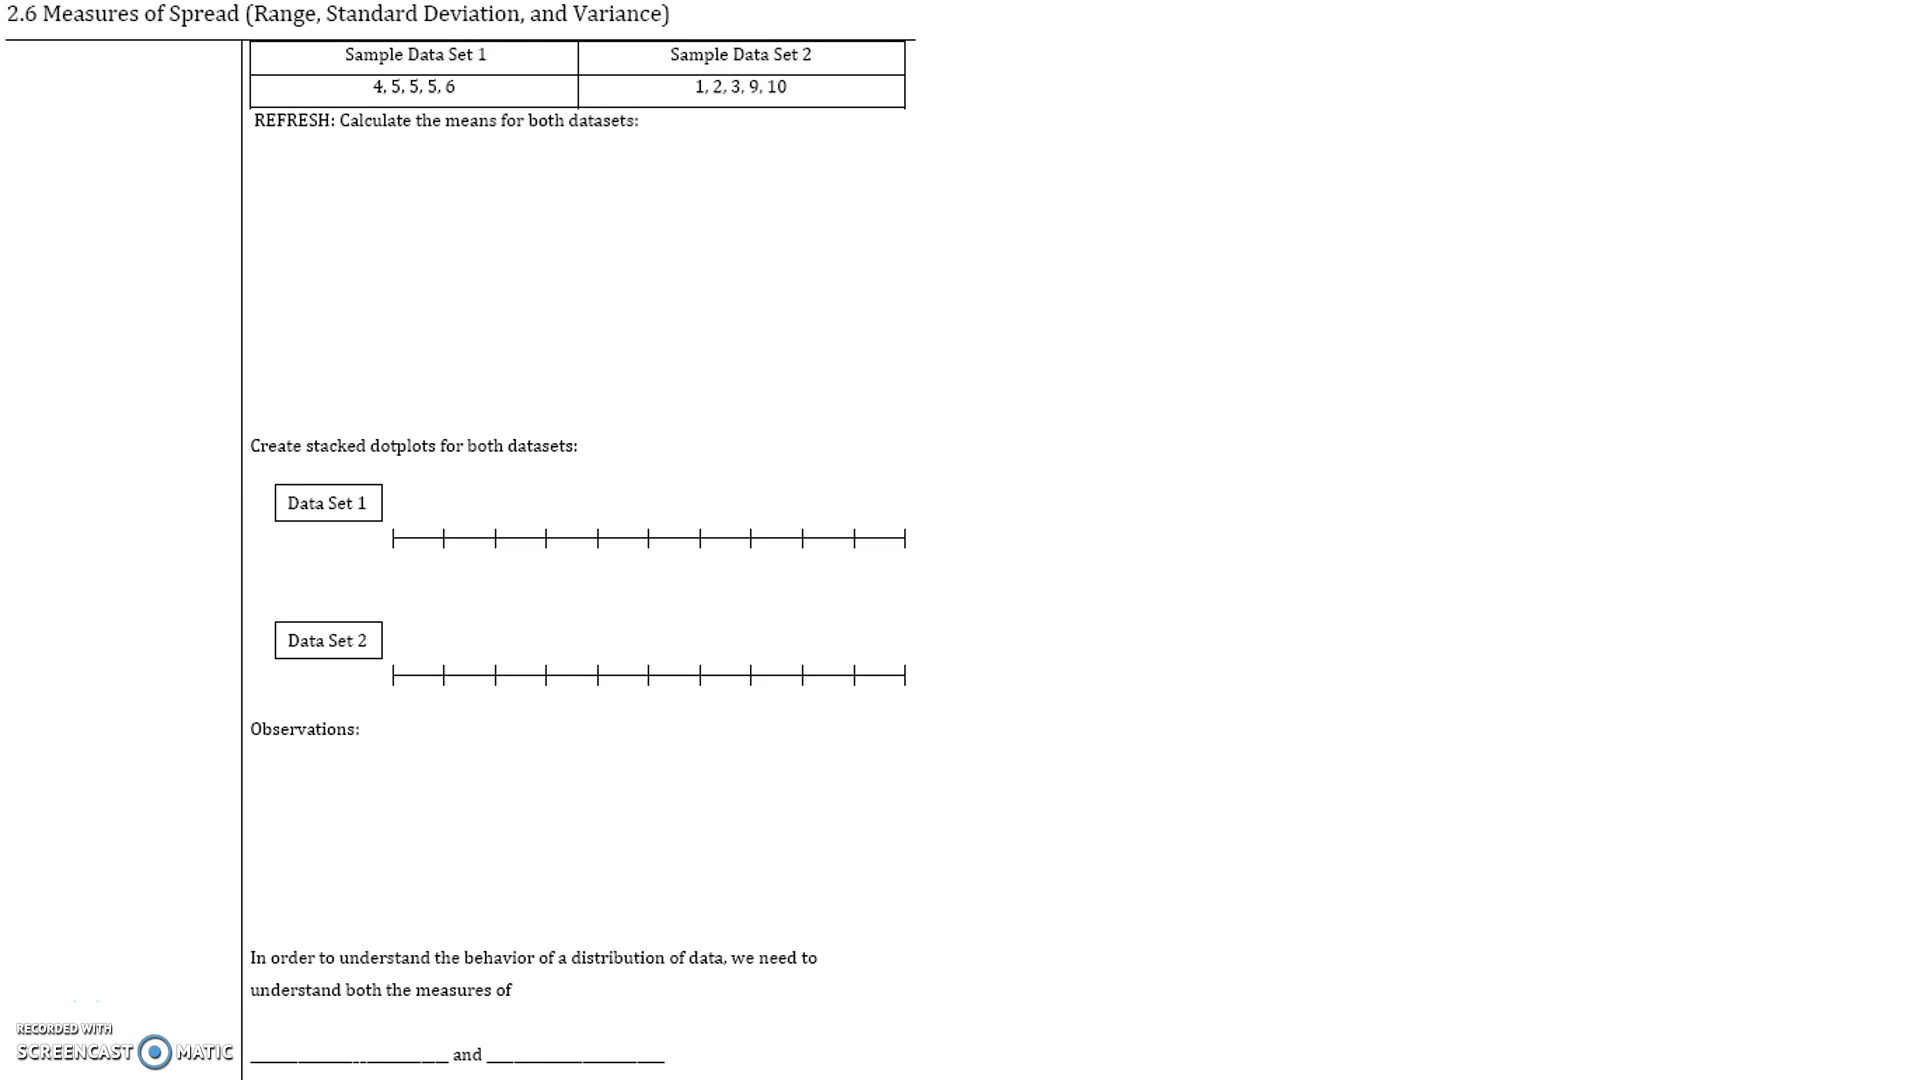 2.6 Measures of Spread (Range, Standard Deviation, and Variance)
Sample Data Set 1
Sample Data Set 2
4, 5, 5, 5, 6
1, 2, 3, 9, 10
REFRESH: Calculate the means for both datasets:
Create stacked dotplots for both datasets:
Data Set 1
Data Set 2
Observations:
In order to understand the behavior of a distribution of data, we need to
understand both the measures of
____________________ and __________________
RECORDED WITH
SCREENCAST MATIC